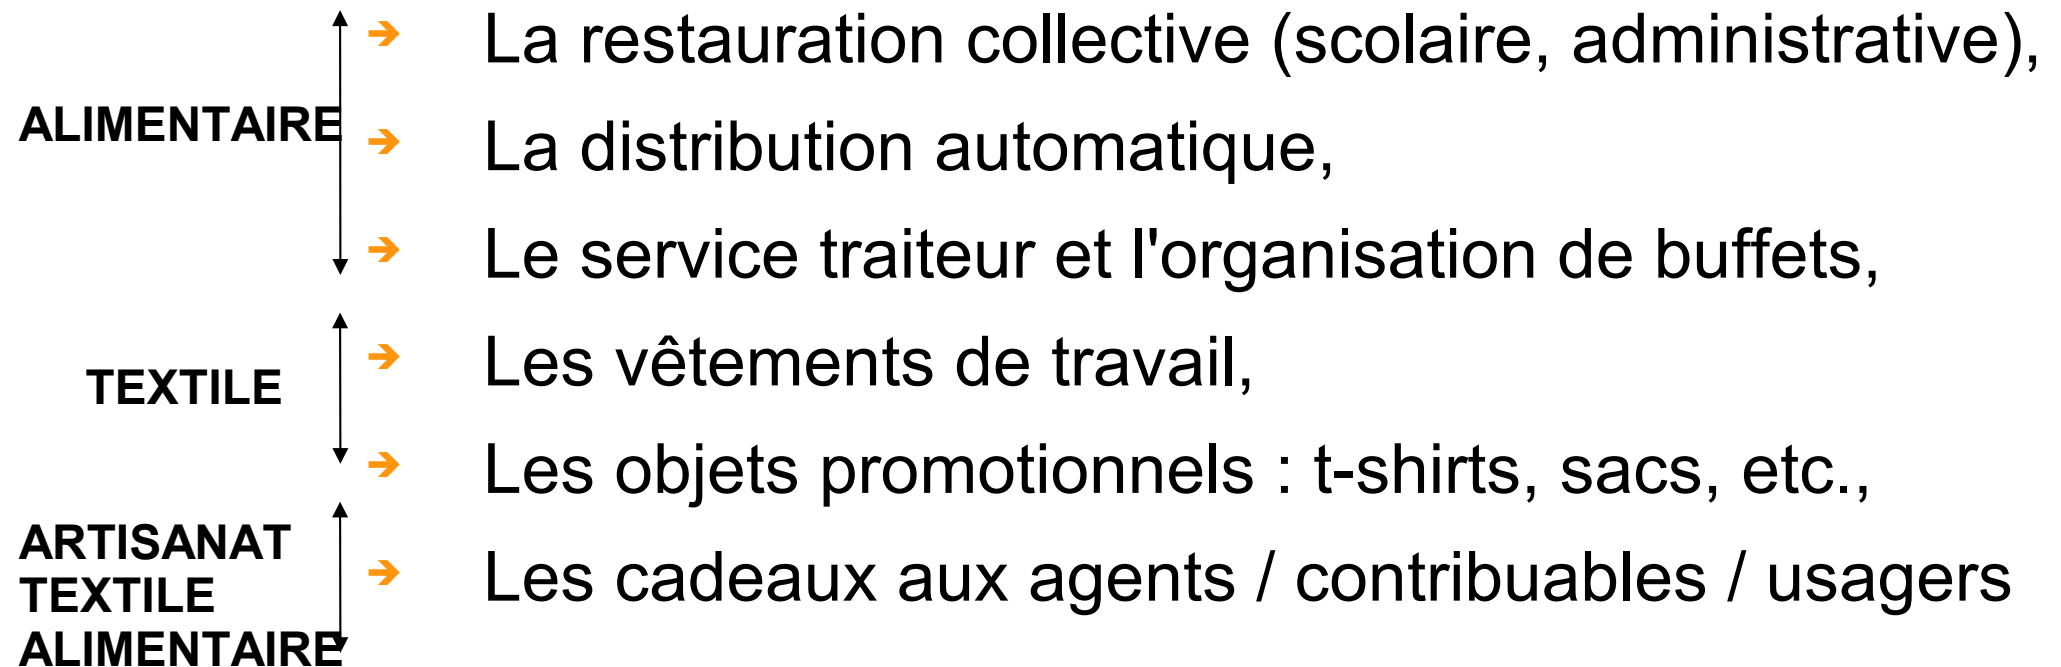 La restauration collective (scolaire, administrative),
ALIMENTAIRE
La distribution automatique,
Le service traiteur et l'organisation de buffets,
Les vêtements de travail,
TEXTILE
Les objets promotionnels : t-shirts, sacs, etc.,
ARTISANAT
TEXTILE
ALIMENTAIRE
Les cadeaux aux agents / contribuables / usagers